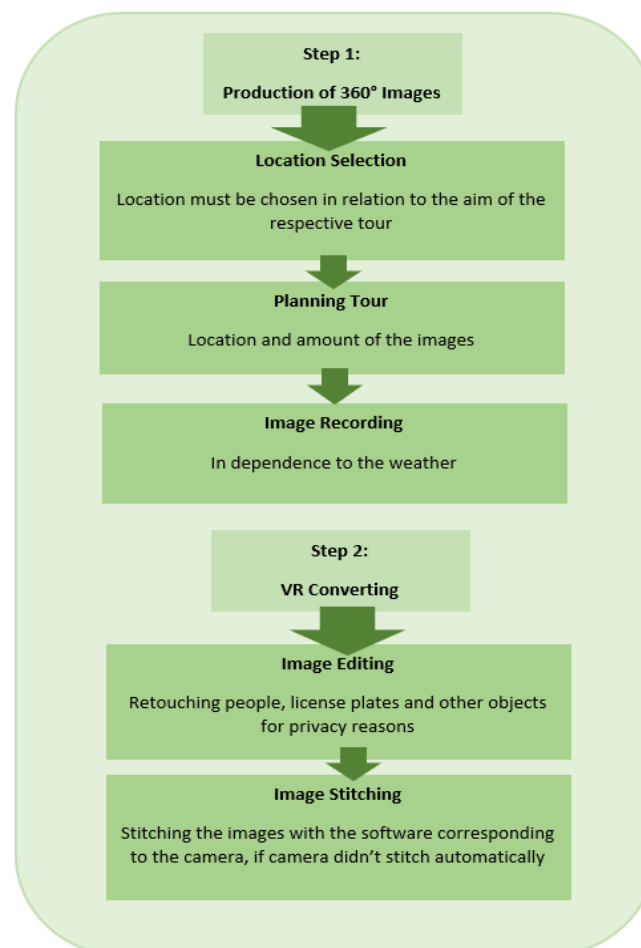 Step 1:
Production of 360° Images
Location Selection
Location must be chosen in relation to the aim of the
respective tour
Planning Tour
Location and amount of the images
Image Recording
In dependence to the weather
Step 2:
VR Converting
Image Editing
Retouching people, license plates and other objects
for privacy reasons
Image Stitching
Stitching the images with the software corresponding
to the camera, if camera didn’t stitch automatically